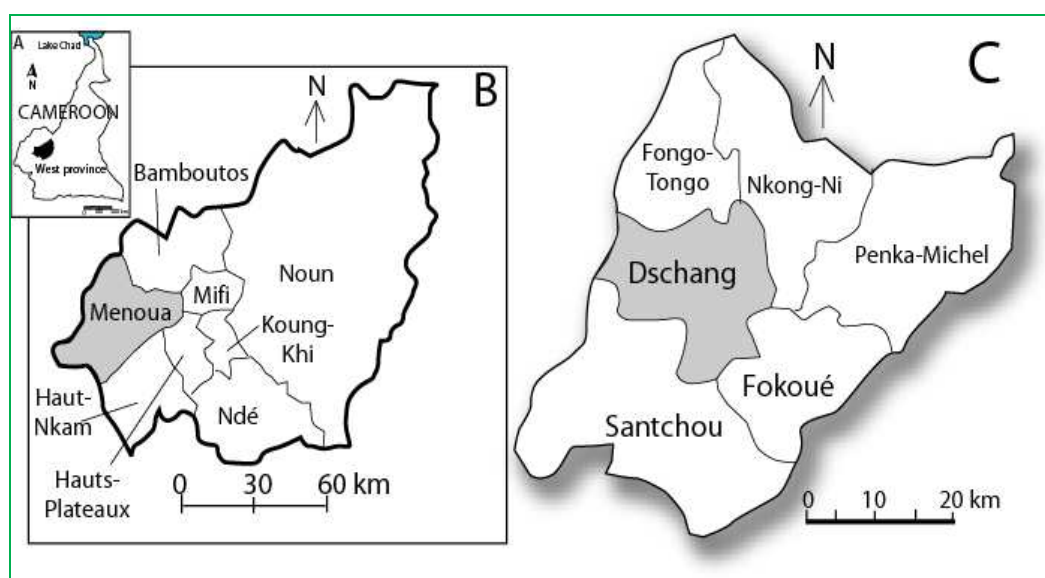 A
Lake Chad
N
CAMEROON
West province
B
N
Bamboutos
Noun
Mifi
Menoua
Koung-
Khi
Haut-
Nkam
Ndé
Hauts-
Plateaux
0 30 60 km
C
N
Fongo-
Tongo
Nkong-Ni
Penka-Michel
Dschang
Fokoué
Santchou
0 10 20 km